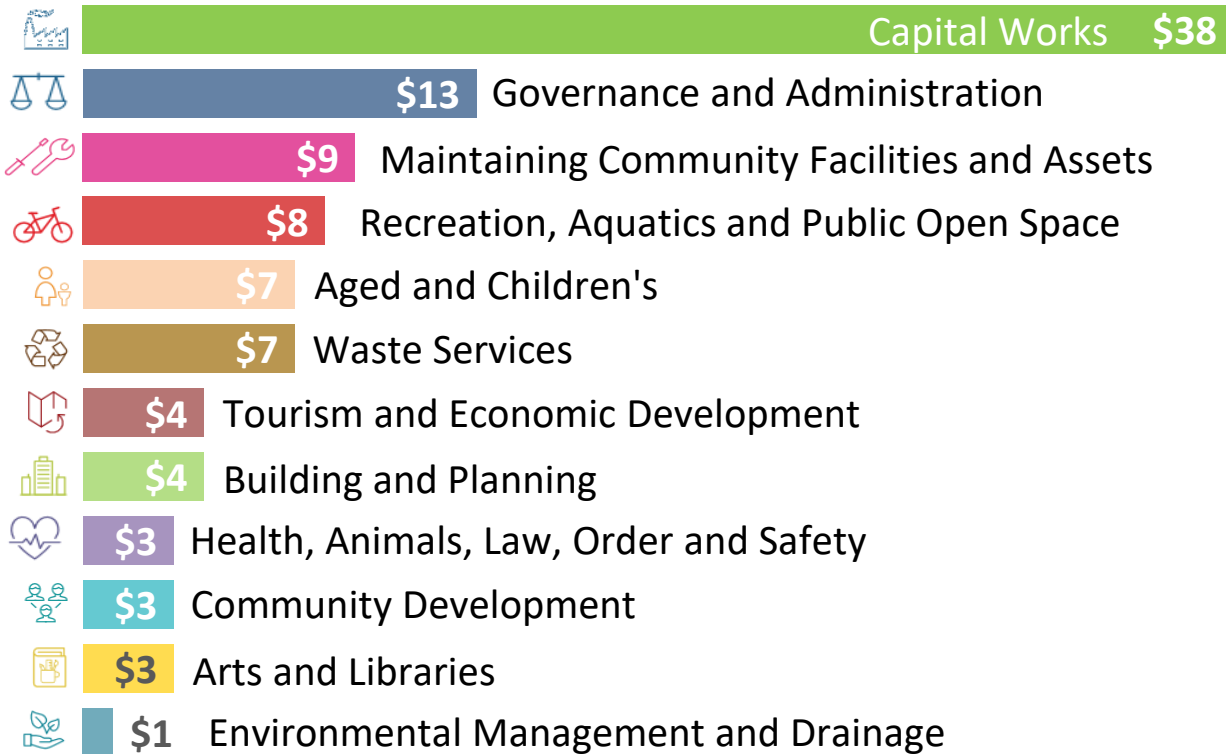 Capital Works $38
$13 Governance and Administration
$9 Maintaining Community Facilities and Assets
$8 Recreation, Aquatics and Public Open Space
$7 Aged and Children's
$7 Waste Services
$4 Tourism and Economic Development
$4 Building and Planning
$3 Health, Animals, Law, Order and Safety
$3 Community Development
$3 Arts and Libraries
$1 Environmental Management and Drainage